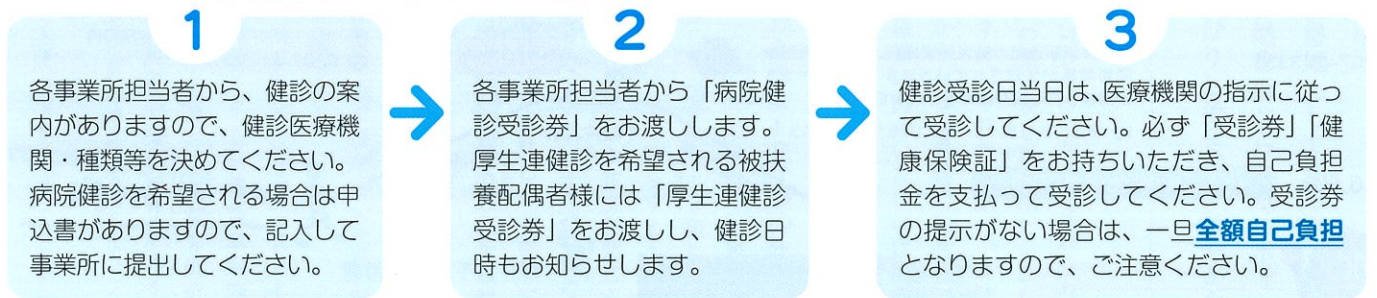 1
各事業所担当者から、健診の案
内がありますので、健診医療機
関・種類等を決めてください。
病院健診を希望される場合は申
込書がありますので、記入して
事業所に提出してください。
2
各事業所担当者から「病院健
診受診券」をお渡しします。
厚生連健診を希望される被扶
養配偶者様には「厚生連健診
受診券」をお渡しし、健診日
時もお知らせします。
3
健診受診日当日は、医療機関の指示に従っ
て受診してください。必ず「受診券」「健
康保険証」をお持ちいただき、自己負担
金を支払って受診してください。受診券
の提示がない場合は、一旦全額自己負担
となりますので、ご注意ください。